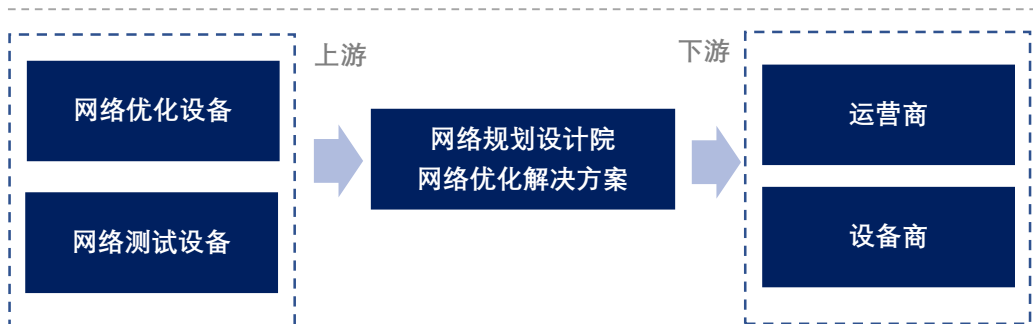 上游
网络优化设备
网络测试设备
网络规划设计院
网络优化解决方案
下游
运营商
设备商